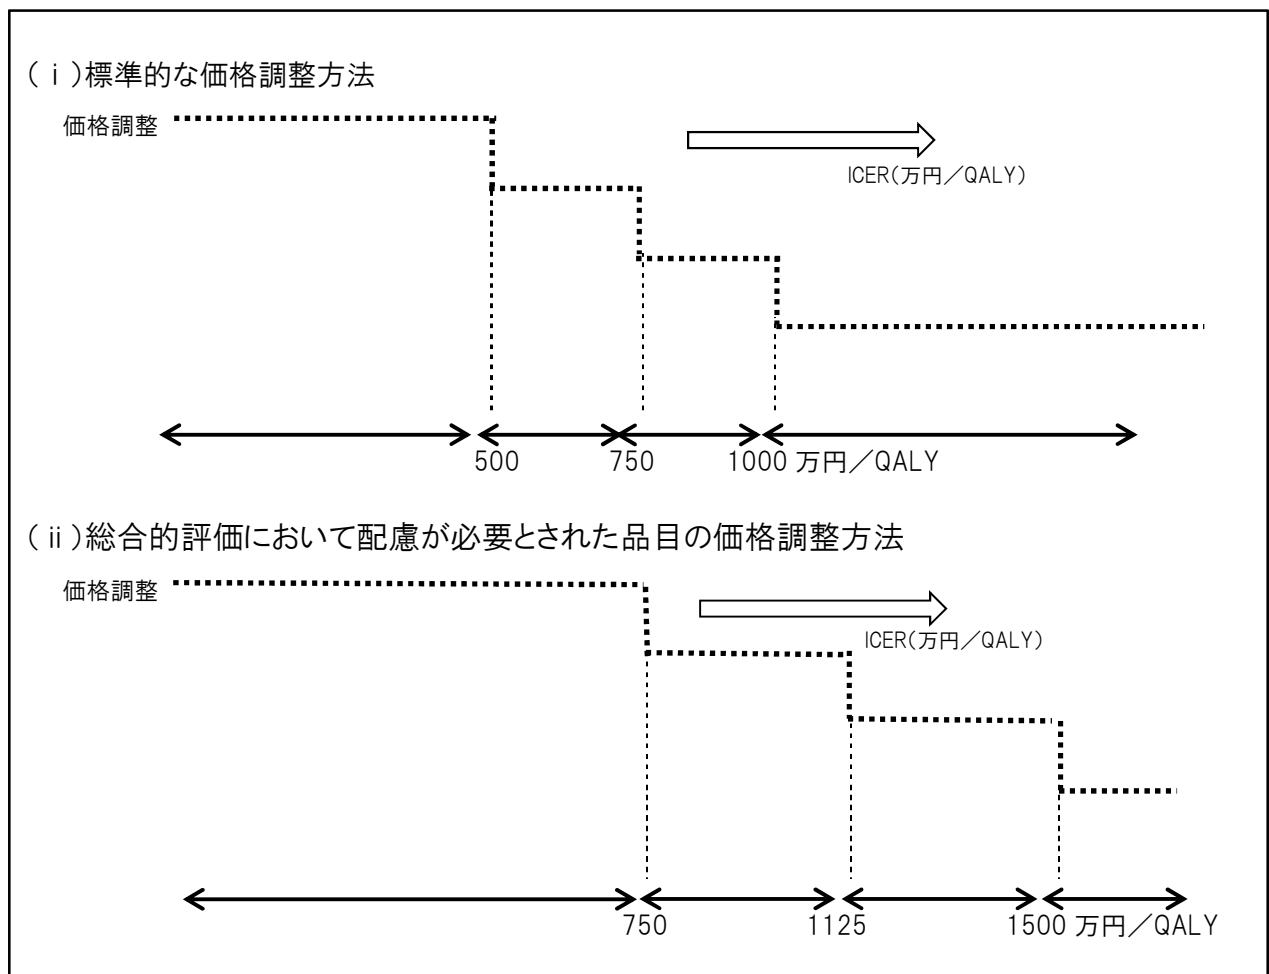 (ⅰ)標準的な価格調整方法
価格調整
ICER(万円／QALY)
500 750 1000 万円／QALY
(ⅱ)総合的評価において配慮が必要とされた品目の価格調整方法
価格調整
ICER(万円／QALY)
750 1125 1500 万円／QALY